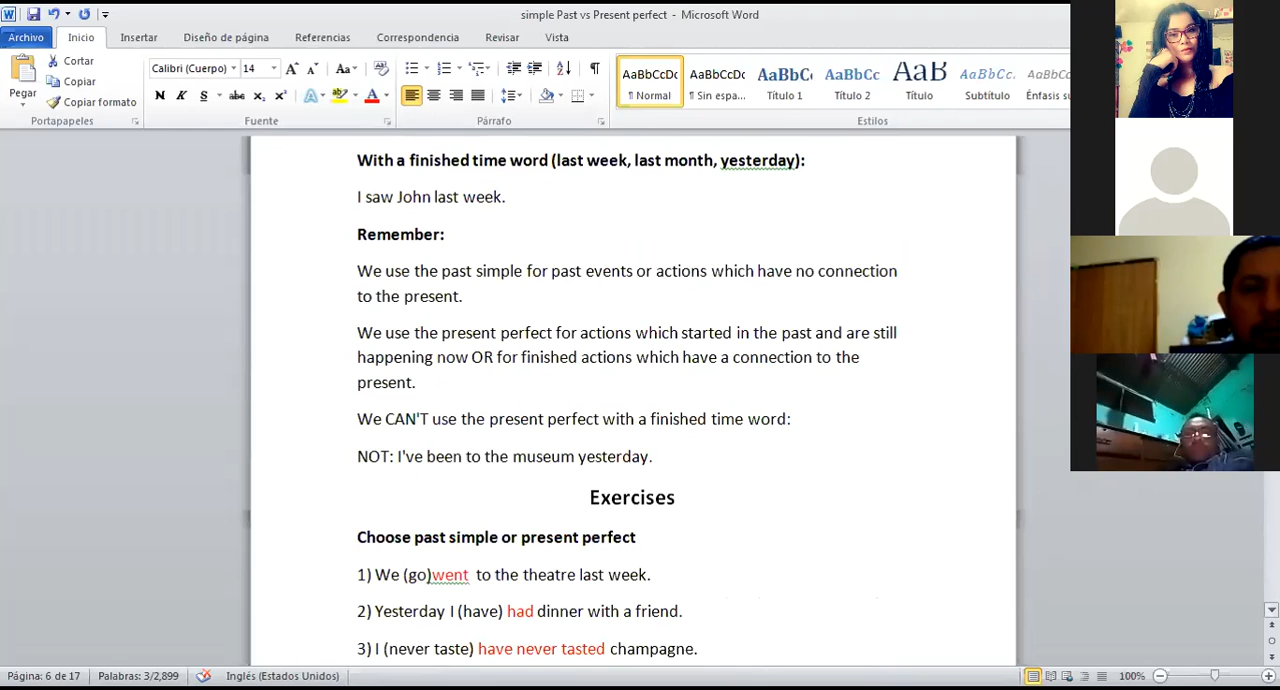 simple Past vs Present perfect - Microsoft Word
Archivo Inicio Insertar Diseño de página Referencias Correspondencia Revisar Vista
Pegar
Cortar
Copiar
Copiar formato
Portapapeles
Calibri (Cuerpo) 14
Fuente
Párrafo
AaBbCcDc AaBbCcDc AaBbC AaBbCc AaB AaBbCc. AaBbCcD
¶ Normal ¶ Sin espa... Título 1 Título 2 Título Subtítulo Énfasis su
Estilos
With a finished time word (last week, last month, yesterday):
I saw John last week.
Remember:
We use the past simple for past events or actions which have no connection
to the present.
We use the present perfect for actions which started in the past and are still
happening now OR for finished actions which have a connection to the
present.
We CAN'T use the present perfect with a finished time word:
NOT: I've been to the museum yesterday.
Exercises
Choose past simple or present perfect
1) We (go)went to the theatre last week.
2) Yesterday I (have) had dinner with a friend.
3) I (never taste) have never tasted champagne.
Página: 6 de 17 Palabras: 3/2,899 Inglés (Estados Unidos) 100%